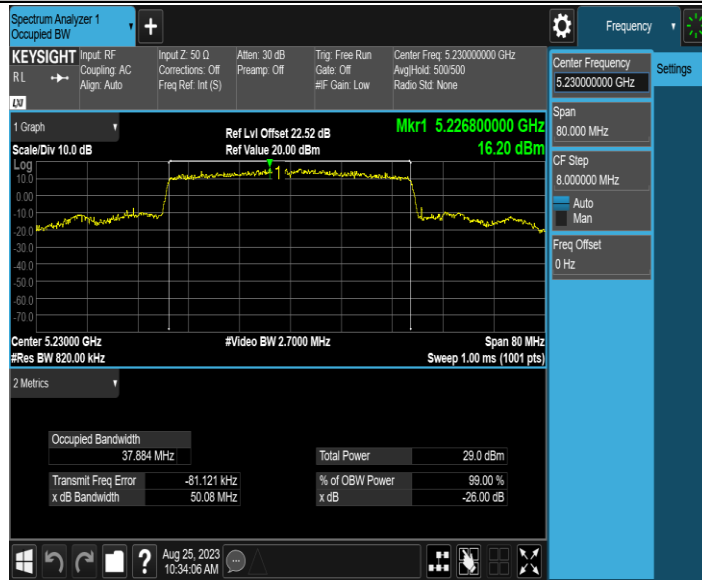 Spectrum Analyzer 1
Occupied BW
+
Frequency
KEYSIGHT
RL
LXI
Input: RF
Coupling: AC
Align: Auto
Input Z: 50 Ω
Corrections: Off
Freq Ref: Int (S)
Atten: 30 dB
Preamp: Off
Trig: Free Run
Gate: Off
#IF Gain: Low
Center Freq: 5.230000000 GHz
Avg|Hold: 500/500
Radio Std: None
Center Frequency
5.230000000 GHz
Settings
Span
80.000 MHz
CF Step
8.000000 MHz
Auto
Man
Freq Offset
0 Hz
1 Graph
Ref Lvl Offset 22.52 dB
Mkr1 5.226800000 GHz
Scale/Div 10.0 dB
Ref Value 20.00 dBm
16.20 dBm
Log
10.0
0.00
-10.0
-20.0
-30.0
-40.0
-50.0
-60.0
-70.0
1
Center 5.23000 GHz
#Video BW 2.7000 MHz
Span 80 MHz
#Res BW 820.00 kHz
Sweep 1.00 ms (1001 pts)
2 Metrics
Occupied Bandwidth
37.884 MHz
Total Power 29.0 dBm
Transmit Freq Error -81.121 kHz
% of OBW Power 99.00 %
x dB Bandwidth 50.08 MHz
x dB -26.00 dB
?
Aug 25, 2023
10:34:06 AM